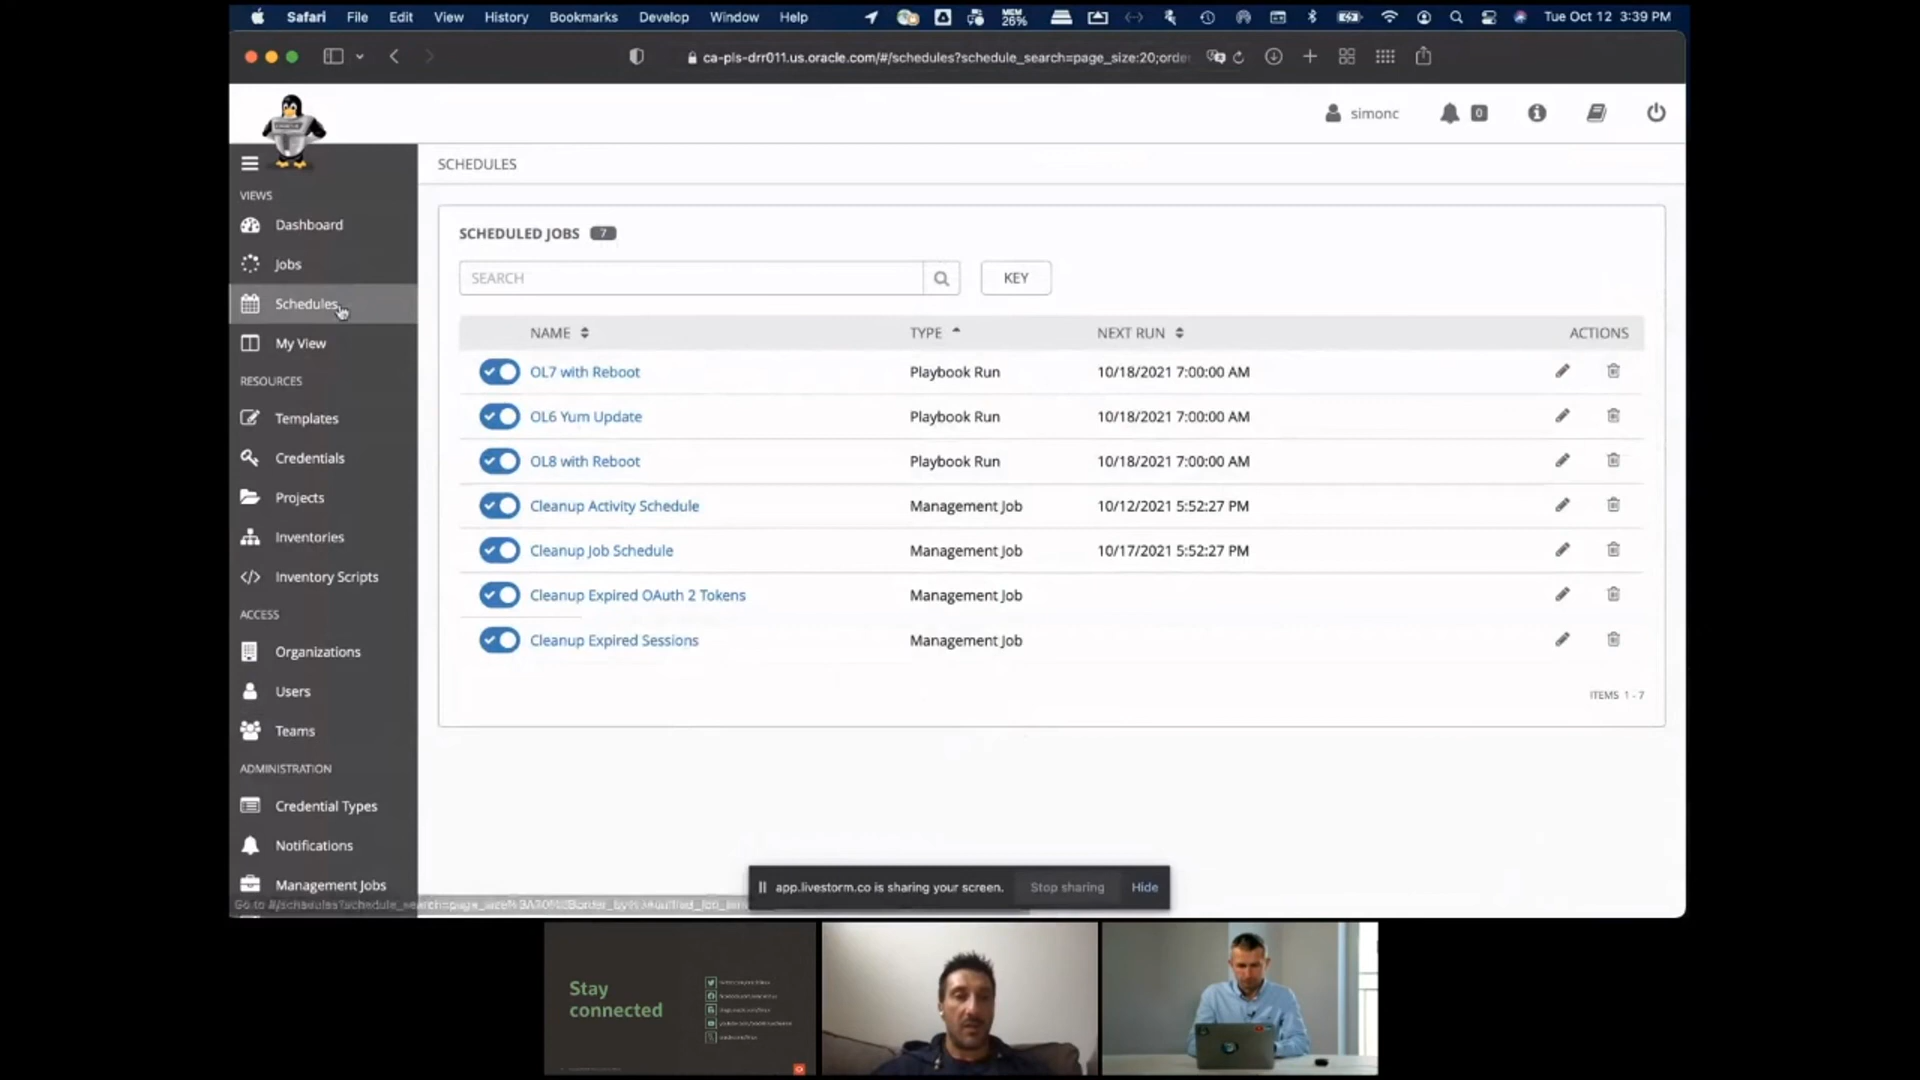 Safari File Edit View History Bookmarks Develop Window Help MEM 26% Tue Oct 12 3:39 PM
ca-pls-drr011.us.oracle.com/#/schedules?schedule_search=page_size:20;orde
simonc 0
SCHEDULES
VIEWS
Dashboard
Jobs
Schedules
My View
RESOURCES
Templates
Credentials
Projects
Inventories
Inventory Scripts
ACCESS
Organizations
Users
Teams
ADMINISTRATION
Credential Types
Notifications
Management Jobs
SCHEDULED JOBS 7
SEARCH KEY
NAME TYPE NEXT RUN ACTIONS
OL7 with Reboot Playbook Run 10/18/2021 7:00:00 AM
OL6 Yum Update Playbook Run 10/18/2021 7:00:00 AM
OL8 with Reboot Playbook Run 10/18/2021 7:00:00 AM
Cleanup Activity Schedule Management Job 10/12/2021 5:52:27 PM
Cleanup Job Schedule Management Job 10/17/2021 5:52:27 PM
Cleanup Expired OAuth 2 Tokens Management Job
Cleanup Expired Sessions Management Job
ITEMS 1 - 7
app.livestorm.co is sharing your screen. Stop sharing Hide
Stay
connected